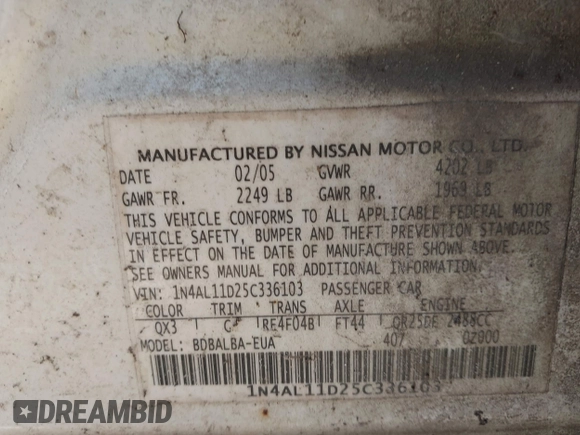 MANUFACTURED BY NISSAN MOTOR CO., LTD.
DATE 02/05 GVWR 4202 LB
GAWR FR. 2249 LB GAWR RR. 1969 LB
THIS VEHICLE CONFORMS TO ALL APPLICABLE FEDERAL MOTOR
VEHICLE SAFETY, BUMPER AND THEFT PREVENTION STANDARDS
IN EFFECT ON THE DATE OF MANUFACTURE SHOWN ABOVE.
SEE OWNERS MANUAL FOR ADDITIONAL INFORMATION.
VIN: 1N4AL11D25C336103 PASSENGER CAR
COLOR TRIM TRANS AXLE ENGINE
QX3 C RE4F04B FT44 QR25DE 2488CC
MODEL: BDBALBA-EUA 407 02000
1N4AL11D25C336103
DREAMBID